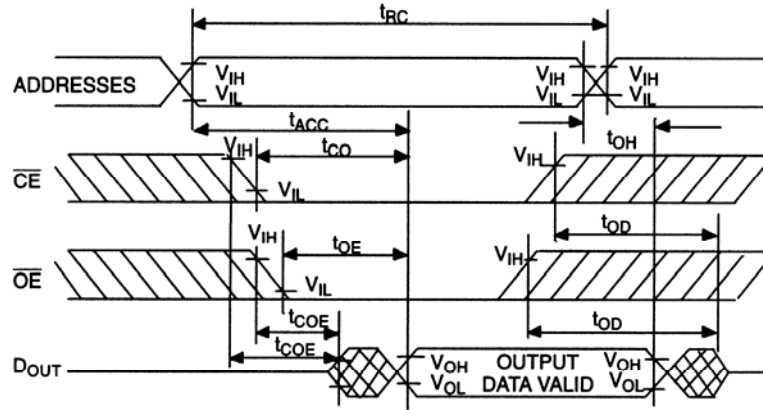 tRC
ADDRESSES
VIH
VIL
VIH
VIL
VIH
VIL
tACC
tOH
VIH
tCO
VIH
CE
VIL
tOD
VIH
tOE
VIH
OE
VIL
tCOE
tOD
tCOE
DOUT
VOH
VOL
OUTPUT
DATA VALID
VOH
VOL